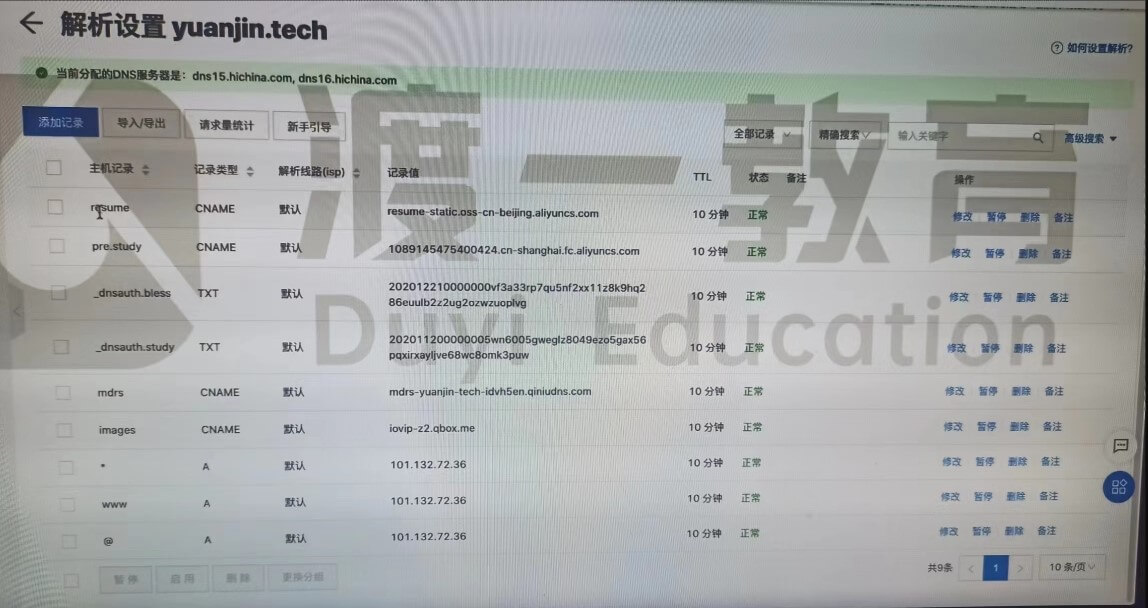 解析设置 yuanjin.tech
如何设置解析?
当前分配的DNS服务器是: dns15.hichina.com, dns16.hichina.com
添加记录 导入/导出 请求量统计 新手引导 全部记录 精确搜索 输入关键字 高级搜索
主机记录 记录类型 解析线路(isp) 记录值 TTL 状态 备注 操作
resume CNAME 默认 resume-static.oss-cn-beijing.aliyuncs.com 10 分钟 正常 修改 暂停 删除 备注
pre.study CNAME 默认 1089145475400424.cn-shanghai.fc.aliyuncs.com 10 分钟 正常 修改 暂停 删除 备注
_dnsauth.bless TXT 默认 202012210000000vf3a33rp7qu5nf2xx11z8k9hq2
86euulb2z2ug2ozwzuoplvg 10 分钟 正常 修改 暂停 删除 备注
_dnsauth.study TXT 默认 202011200000005wn6005gweglz8049ezo5gax56
pqxirxayljve68wc8omk3puw 10 分钟 正常 修改 暂停 删除 备注
mdrs CNAME 默认 mdrs-yuanjin-tech-idvh5en.qiniudns.com 10 分钟 正常 修改 暂停 删除 备注
images CNAME 默认 iovip-z2.qbox.me 10 分钟 正常 修改 暂停 删除 备注
* A 默认 101.132.72.36 10 分钟 正常 修改 暂停 删除 备注
www A 默认 101.132.72.36 10 分钟 正常 修改 暂停 删除 备注
@ A 默认 101.132.72.36 10 分钟 正常 修改 暂停 删除 备注
暂停 启用 删除 更换分组 共9条 < 1 > 10 条/页
渡一教育
Duyi Education